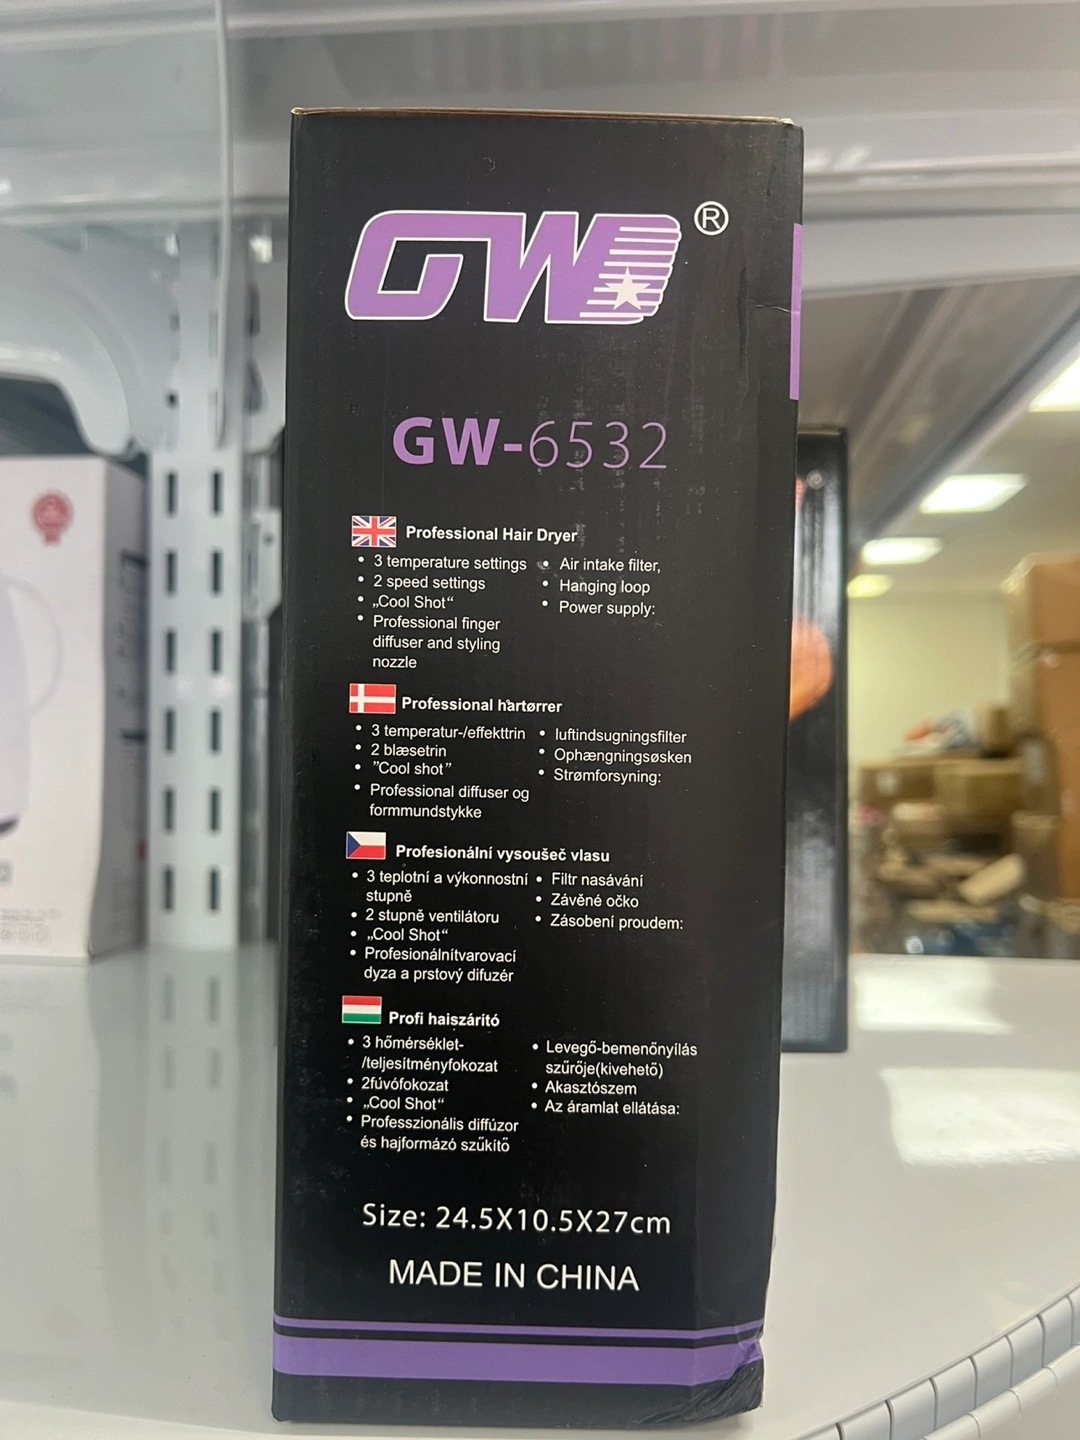 GW®
GW-6532
Professional Hair Dryer
• 3 temperature settings
• 2 speed settings
• „Cool Shot“
• Professional finger
diffuser and styling
nozzle
• Air intake filter,
• Hanging loop
• Power supply:
Professional hartørrer
• 3 temperatur-/effekttrin
• 2 blæsetrin
• ”Cool shot”
• Professional diffuser og
formmundstykke
• luftindsugningsfilter
• Ophængningsøsken
• Strømforsyning:
Profesionální vysoušeč vlasu
• 3 teplotní a výkonnostní
stupně
• 2 stupně ventilátoru
• „Cool Shot“
• Profesionálnítvarovací
dyza a prstový difuzér
• Filtr nasávání
• Závěné očko
• Zásobení proudem:
Profi haiszárító
• 3 hőmérséklet-
/teljesítményfokozat
• 2fúvófokozat
• „Cool Shot“
• Professzionális diffúzor
és hajformázó szűkítő
• Levegő-bemenőnyílás
szűrője(kivehető)
• Akasztószem
• Az áramlat ellátása:
Size: 24.5X10.5X27cm
MADE IN CHINA